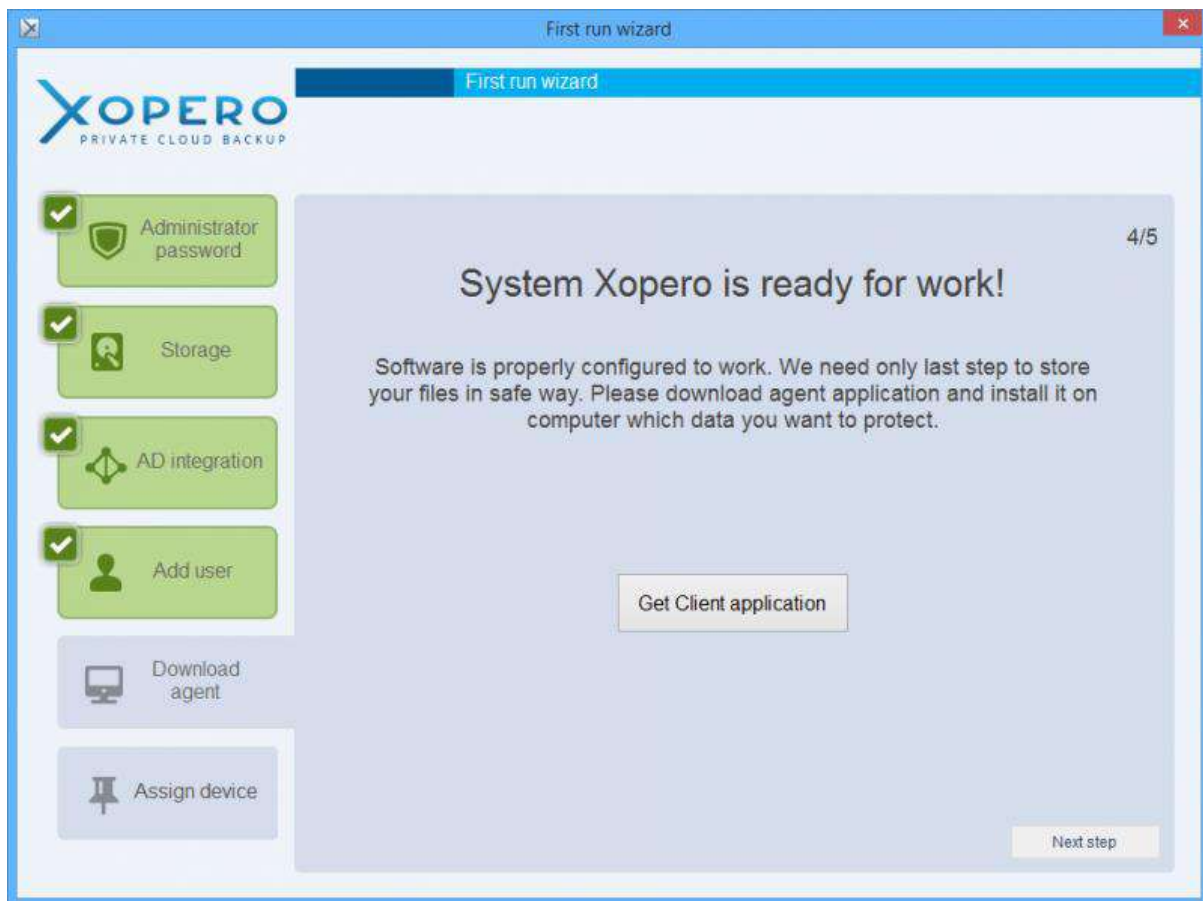 First run wizard
First run wizard
XOPERO
PRIVATE CLOUD BACKUP
Administrator
password
Storage
AD integration
Add user
Download
agent
Assign device
4/5
System Xopero is ready for work!
Software is properly configured to work. We need only last step to store
your files in safe way. Please download agent application and install it on
computer which data you want to protect.
Get Client application
Next step